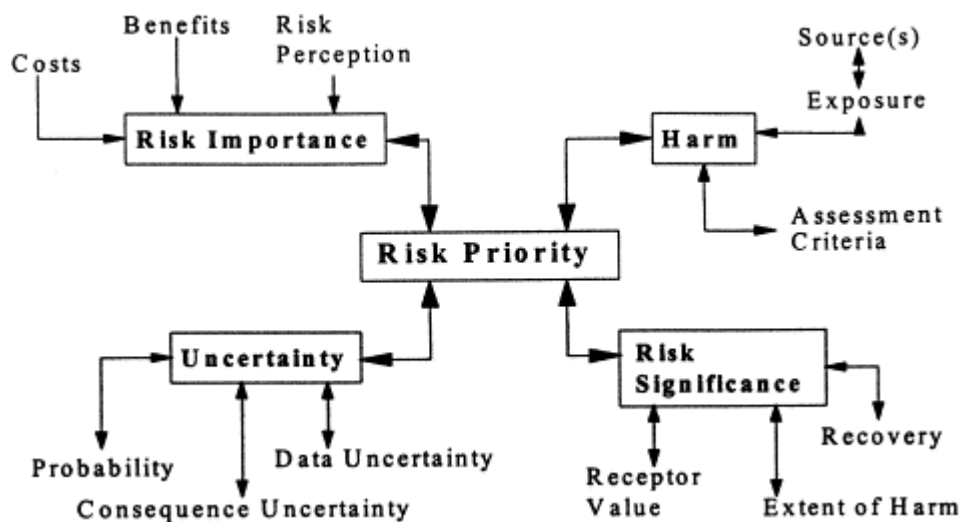 Costs
Benefits
Risk
Perception
Risk Importance
Source(s)
Exposure
Harm
Assessment
Criteria
Risk Priority
Uncertainty
Probability
Consequence Uncertainty
Data Uncertainty
Risk
Significance
Recovery
Receptor
Value
Extent of Harm